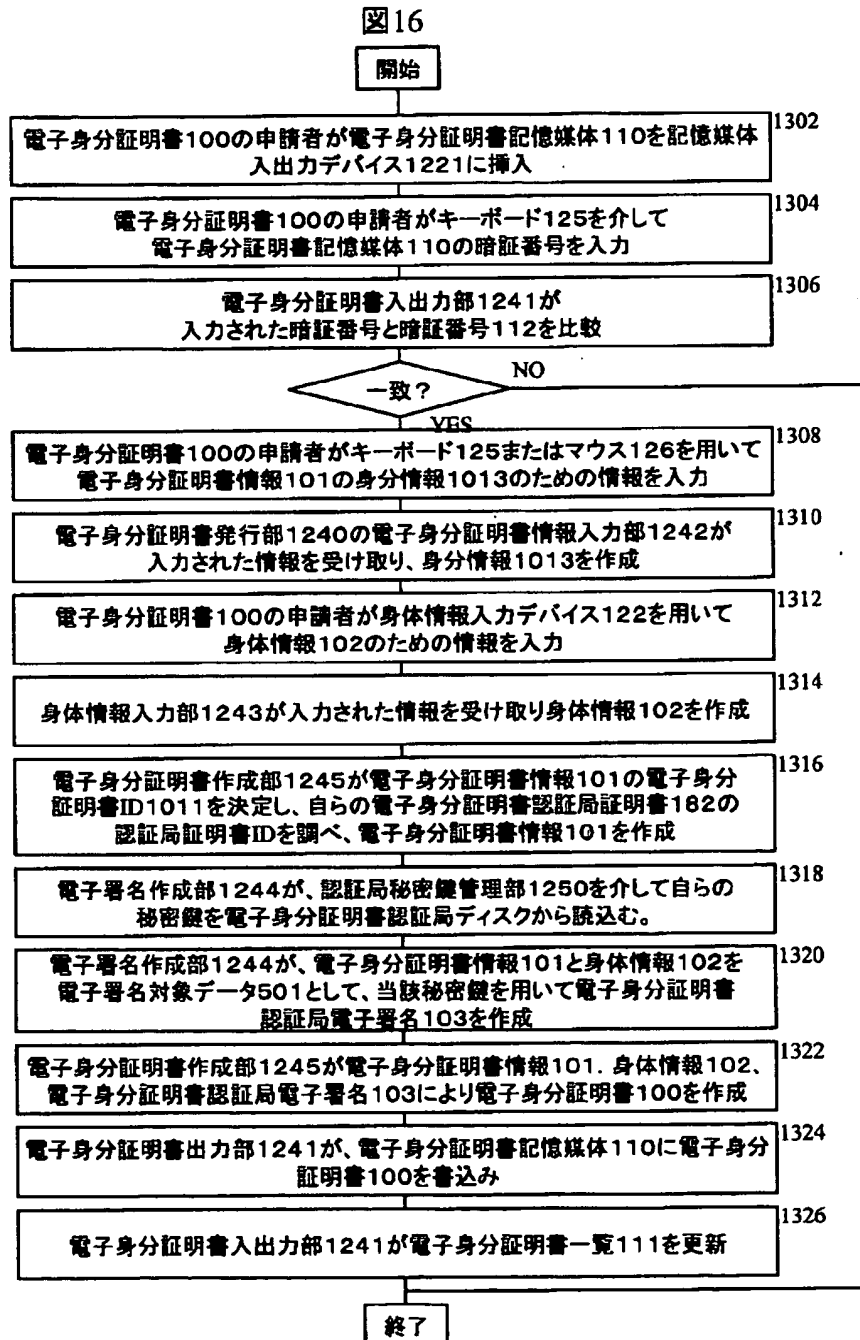 図16
開始
1302
電子身分証明書100の申請者が電子身分証明書記憶媒体110を記憶媒体
入出力デバイス1221に挿入
1304
電子身分証明書100の申請者がキーボード125を介して
電子身分証明書記憶媒体110の暗証番号を入力
1306
電子身分証明書入出力部1241が
入力された暗証番号と暗証番号112を比較
一致？
NO
YES
1308
電子身分証明書100の申請者がキーボード125またはマウス126を用いて
電子身分証明書情報101の身分情報1013のための情報を入力
1310
電子身分証明書発行部1240の電子身分証明書情報入力部1242が
入力された情報を受け取り、身分情報1013を作成
1312
電子身分証明書100の申請者が身体情報入力デバイス122を用いて
身体情報102のための情報を入力
1314
身体情報入力部1243が入力された情報を受け取り身体情報102を作成
1316
電子身分証明書作成部1245が電子身分証明書情報101の電子身分
証明書ID1011を決定し、自らの電子身分証明書認証局証明書182の
認証局証明書IDを調べ、電子身分証明書情報101を作成
1318
電子署名作成部1244が、認証局秘密鍵管理部1250を介して自らの
秘密鍵を電子身分証明書認証局ディスクから読込む。
1320
電子署名作成部1244が、電子身分証明書情報101と身体情報102を
電子署名対象データ501として、当該秘密鍵を用いて電子身分証明書
認証局電子署名103を作成
1322
電子身分証明書作成部1245が電子身分証明書情報101．身体情報102、
電子身分証明書認証局電子署名103により電子身分証明書100を作成
1324
電子身分証明書出力部1241が、電子身分証明書記憶媒体110に電子身分
証明書100を書込み
1326
電子身分証明書入出力部1241が電子身分証明書一覧111を更新
終了